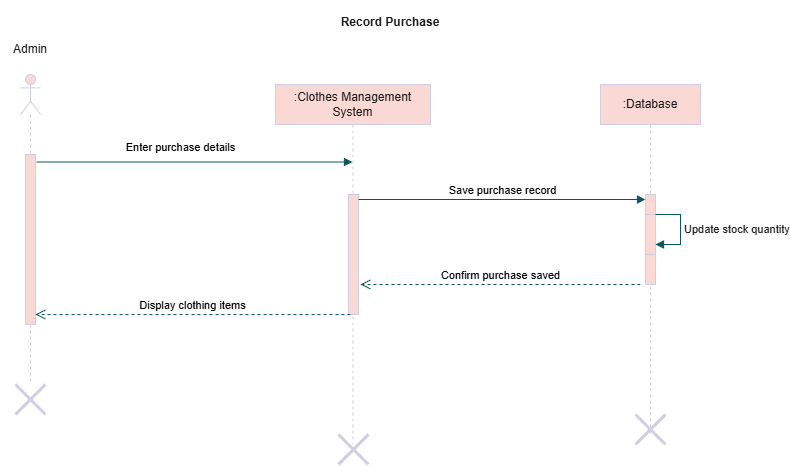 Record Purchase
Admin
:Clothes Management
System
:Database
Enter purchase details
Save purchase record
Update stock quantity
Confirm purchase saved
Display clothing items